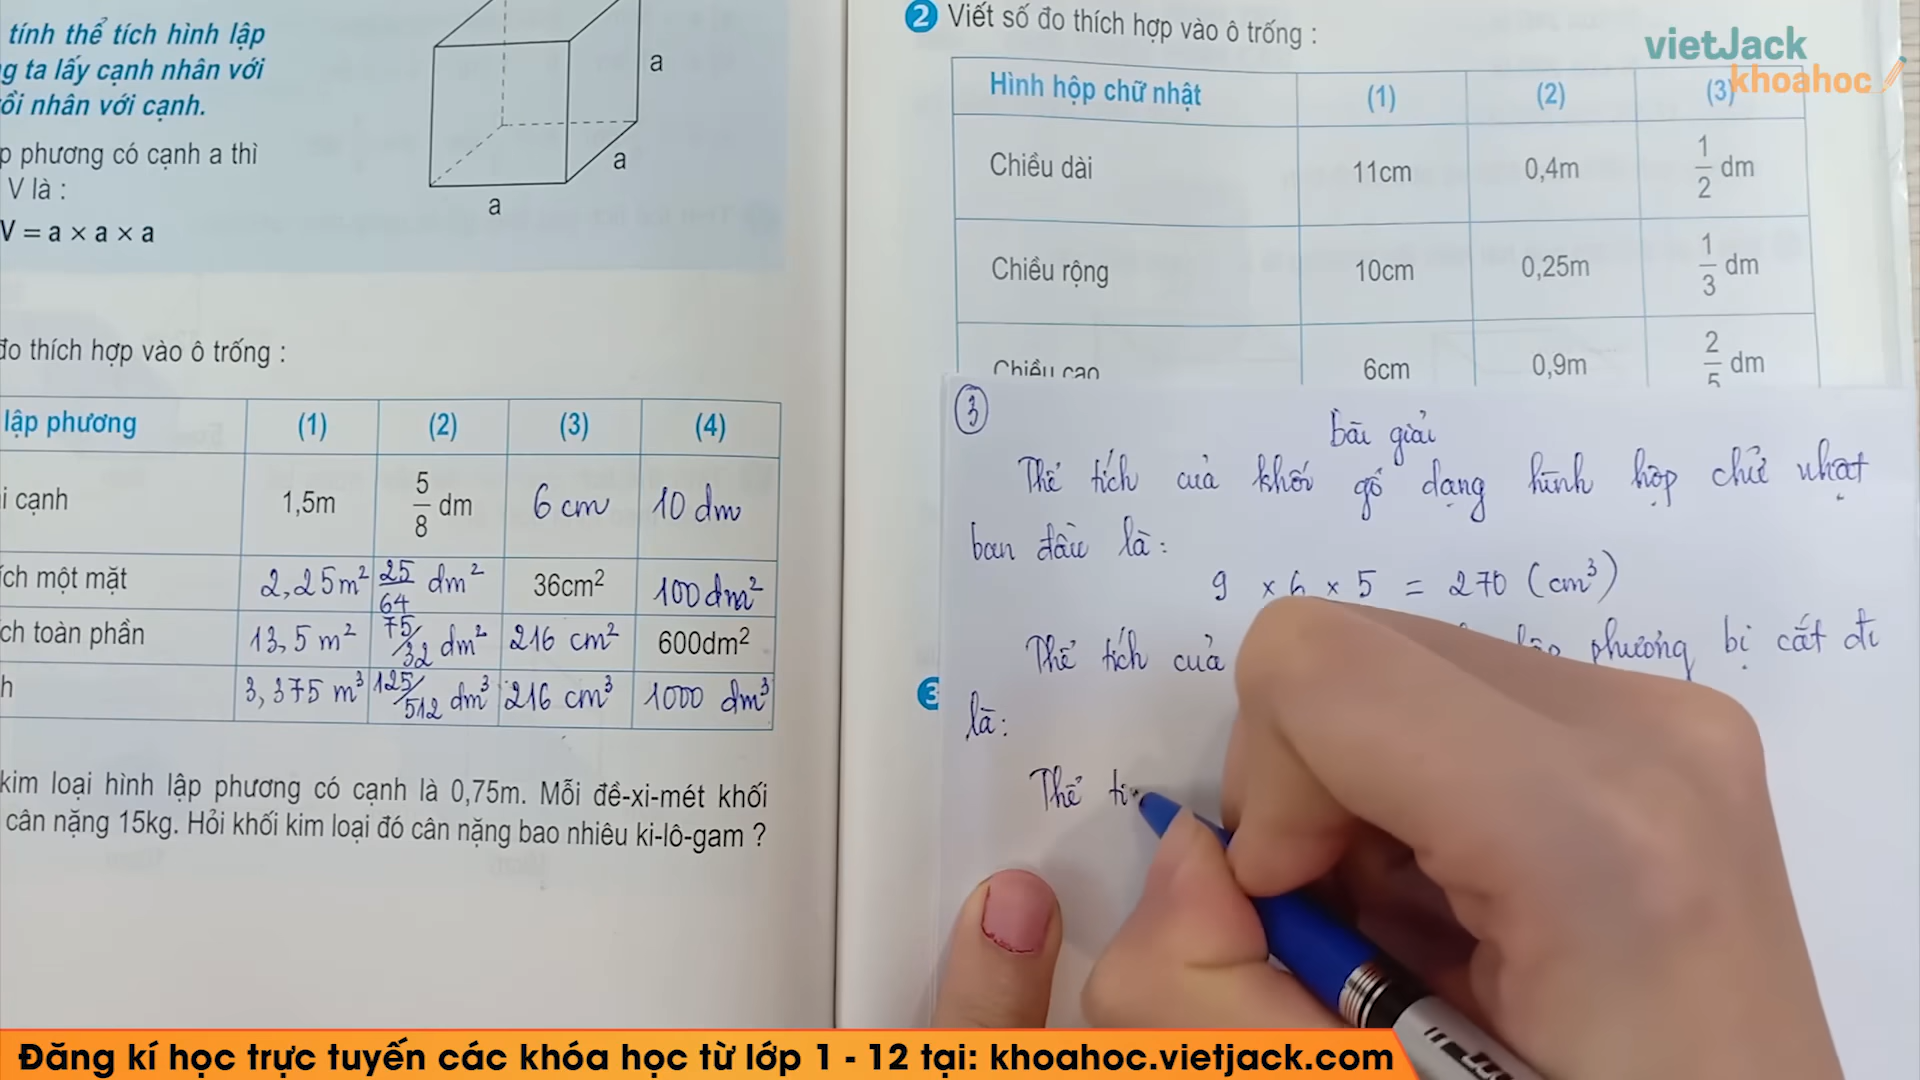 tính thể tích hình lập
g ta lấy cạnh nhân với
ồi nhân với cạnh.
p phương có cạnh a thì
V là :
V = a × a × a
a
a
a
đo thích hợp vào ô trống :
lập phương (1) (2) (3) (4)
i cạnh 1,5m 5/8 dm 6 cm 10 dm
ích một mặt 2,25m² 25/64 dm² 36cm² 100 dm²
ch toàn phần 13,5 m² 75/32 dm² 216 cm² 600dm²
h 3,375 m³ 125/512 dm³ 216 cm³ 1000 dm³
kim loại hình lập phương có cạnh là 0,75m. Mỗi đề-xi-mét khối
cân nặng 15kg. Hỏi khối kim loại đó cân nặng bao nhiêu ki-lô-gam ?
2 Viết số đo thích hợp vào ô trống :
Hình hộp chữ nhật (1) (2) (3)
Chiều dài 11cm 0,4m 1/2 dm
Chiều rộng 10cm 0,25m 1/3 dm
Chiều cao 6cm 0,9m 2/5 dm
3
3
Bài giải
Thể tích của khối gỗ dạng hình hộp chữ nhật
ban đầu là:
9 × 6 × 5 = 270 (cm³)
Thể tích của phương bị cắt đi
là:
Thể
vietJack
khoahoc
Đăng kí học trực tuyến các khóa học từ lớp 1 - 12 tại: khoahoc.vietjack.com